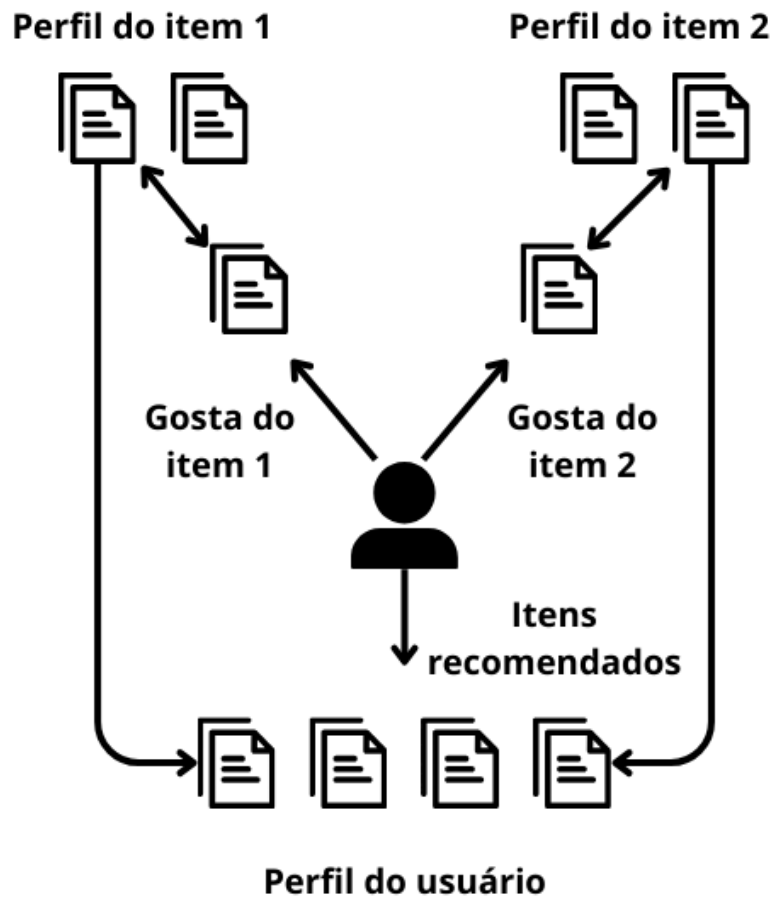 Perfil do item 1
Perfil do item 2
Gosta do
item 1
Gosta do
item 2
Itens
recomendados
Perfil do usuário